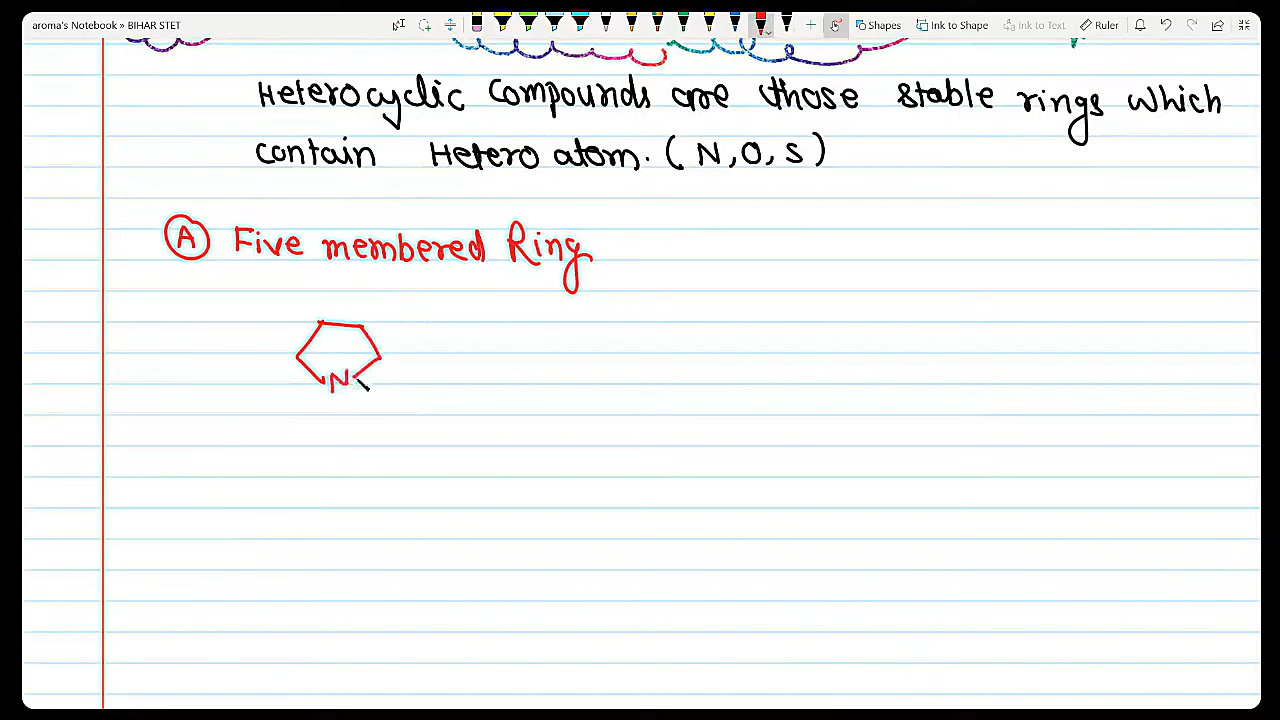 aroma's Notebook » BIHAR STET
Shapes
Ink to Shape
Ink to Text
Ruler
Heterocyclic compounds are those stable rings which
contain Hetero atom. (N, O, S)
A Five membered Ring
N